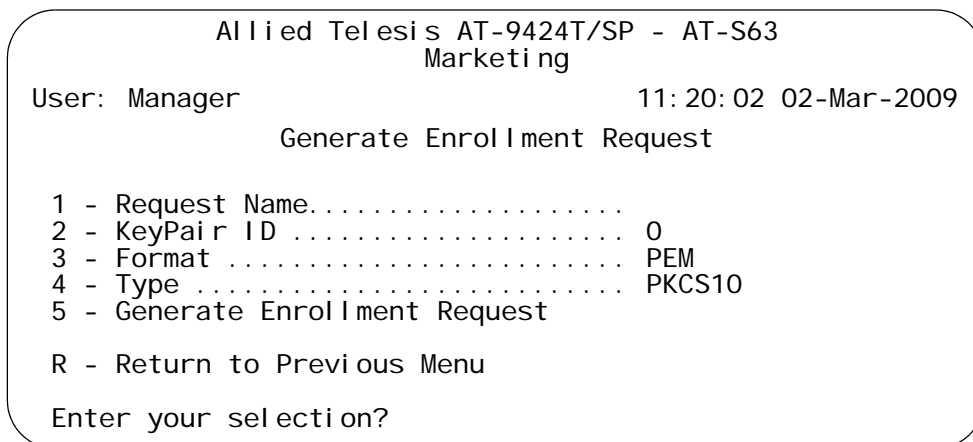 Allied Telesis AT-9424T/SP - AT-S63
Marketing
User: Manager 11:20:02 02-Mar-2009
Generate Enrollment Request
1 - Request Name....................
2 - KeyPair ID ..................... 0
3 - Format ......................... PEM
4 - Type ........................... PKCS10
5 - Generate Enrollment Request
R - Return to Previous Menu
Enter your selection?